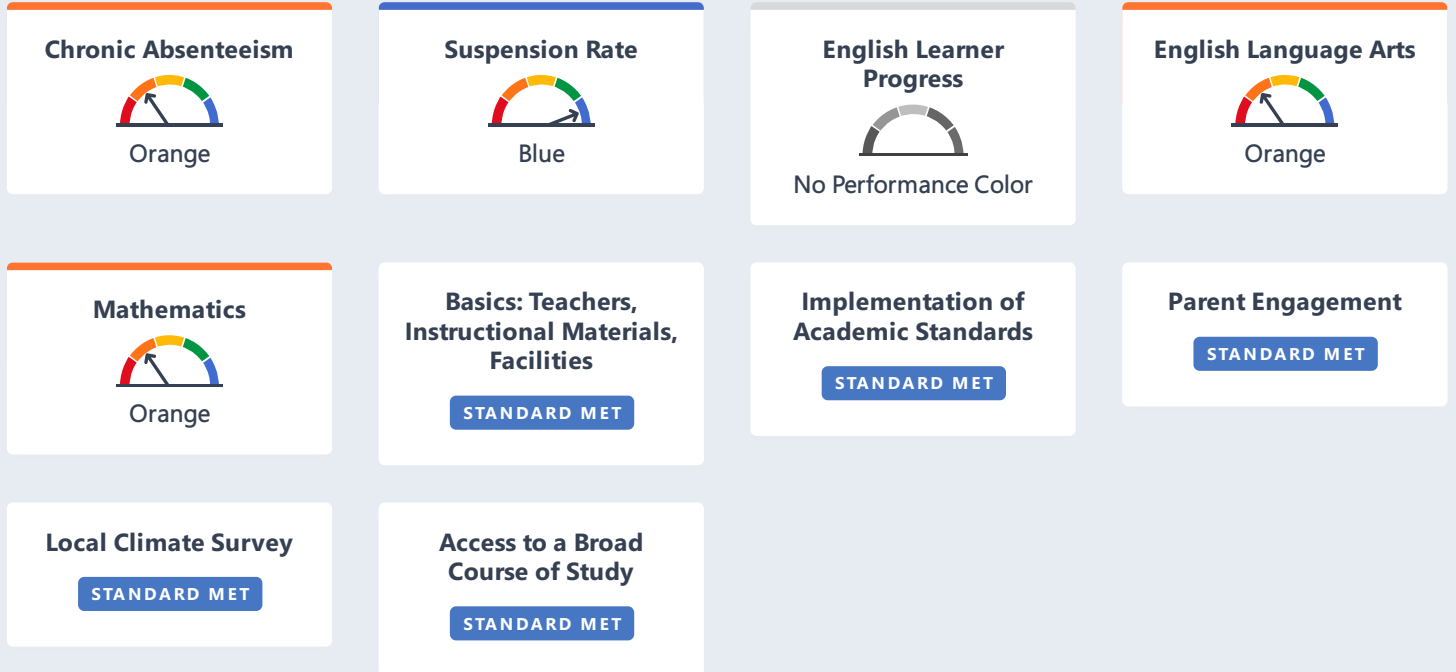 Chronic Absenteeism
Orange
Suspension Rate
Blue
English Learner
Progress
No Performance Color
English Language Arts
Orange
Mathematics
Orange
Basics: Teachers,
Instructional Materials,
Facilities
STANDARD MET
Implementation of
Academic Standards
STANDARD MET
Parent Engagement
STANDARD MET
Local Climate Survey
STANDARD MET
Access to a Broad
Course of Study
STANDARD MET